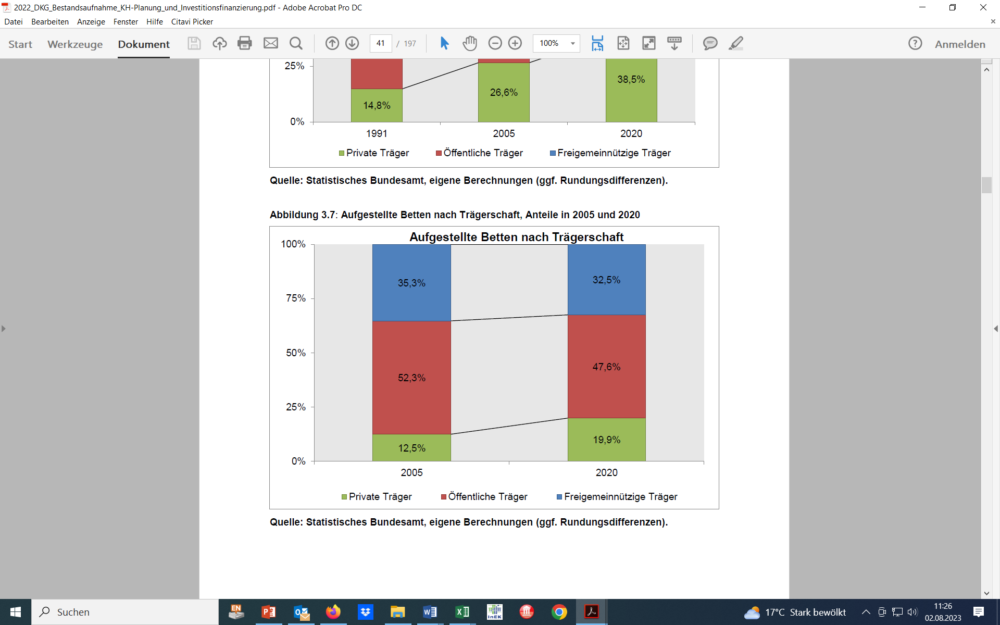 2022_DKG_Bestandsaufnahme_KH-Planung_und_Investitionsfinanzierung.pdf - Adobe Acrobat Pro DC
Datei Bearbeiten Anzeige Fenster Hilfe Citavi Picker
Start Werkzeuge Dokument 41 / 197 100% Anmelden
25%
38,5%
26,6%
14,8%
0%
1991 2005 2020
Private Träger Öffentliche Träger Freigemeinnützige Träger
Quelle: Statistisches Bundesamt, eigene Berechnungen (ggf. Rundungsdifferenzen).
Abbildung 3.7: Aufgestellte Betten nach Trägerschaft, Anteile in 2005 und 2020
Aufgestellte Betten nach Trägerschaft
100%
35,3% 32,5%
75%
50%
47,6%
52,3%
25%
19,9%
12,5%
0%
2005 2020
Private Träger Öffentliche Träger Freigemeinnützige Träger
Quelle: Statistisches Bundesamt, eigene Berechnungen (ggf. Rundungsdifferenzen).
Suchen EN InEK 17°C Stark bewölkt 11:26
02.08.2023